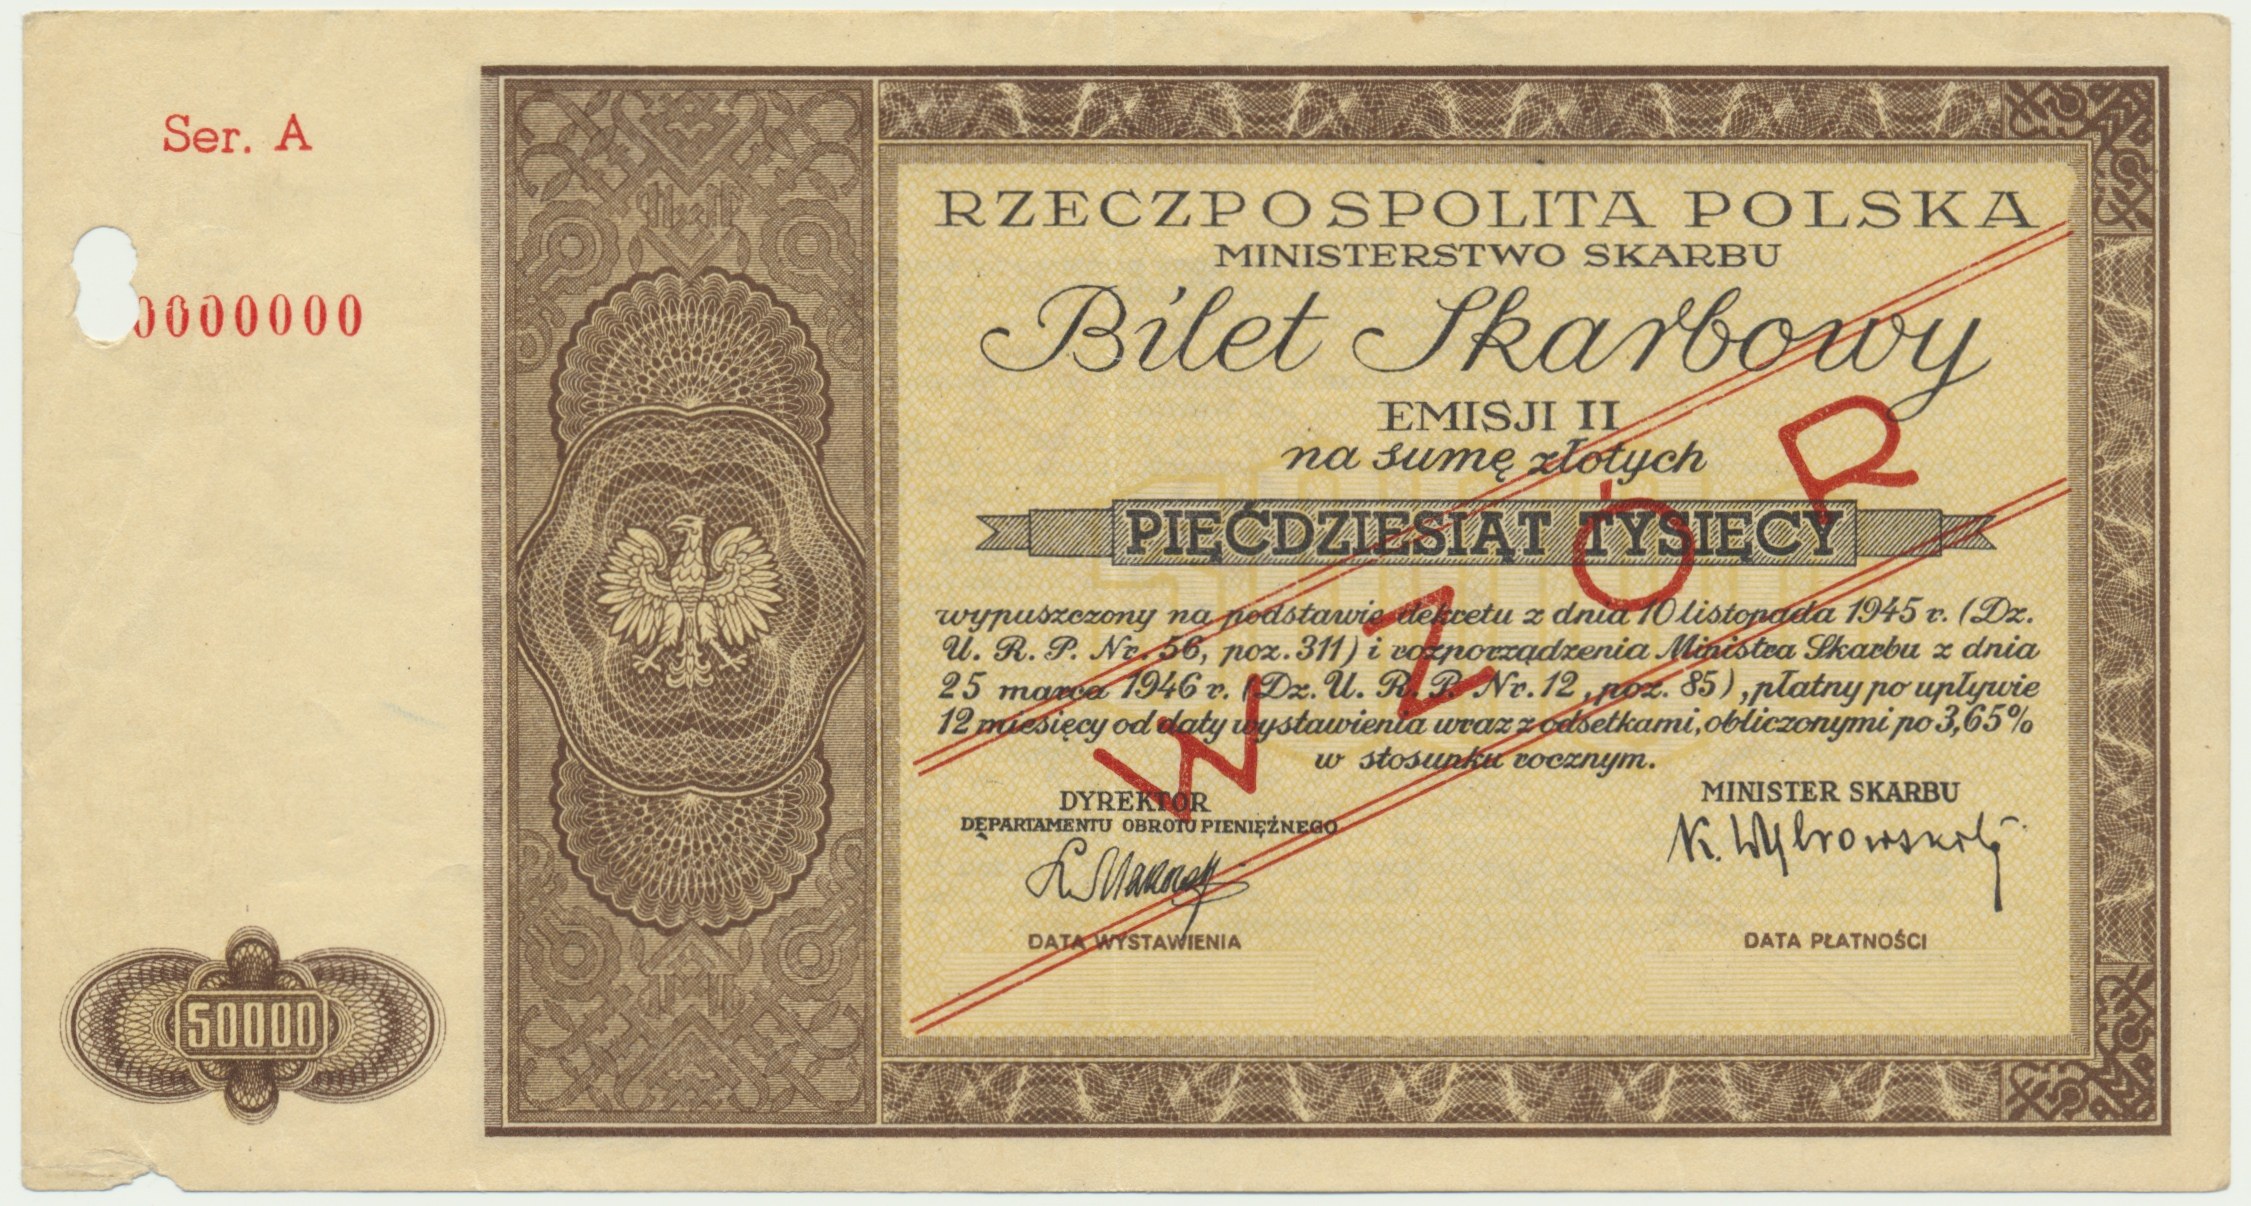 Ser. A
0000000
50000
RZECZPOSPOLITA POLSKA
MINISTERSTWO SKARBU
Bilet Skarbowy
EMISJI II
na sumę złotych
PIĘĆDZIESIĄT TYSIĘCY
wypuszczony na podstawie dekretu z dnia 10 listopada 1945 r. (Dz.
U. R. P. Nr. 56, poz. 311) i rozporządzenia Ministra Skarbu z dnia
25 marca 1946 r. (Dz. U. R. P. Nr. 12, poz. 85), płatny po upływie
12 miesięcy od daty wystawienia wraz z odsetkami, obliczonymi po 3,65%
w stosunku rocznym.
WZÓR
DYREKTOR
DEPARTAMENTU OBROTU PIENIĘŻNEGO
MINISTER SKARBU
DATA WYSTAWIENIA
DATA PŁATNOŚCI